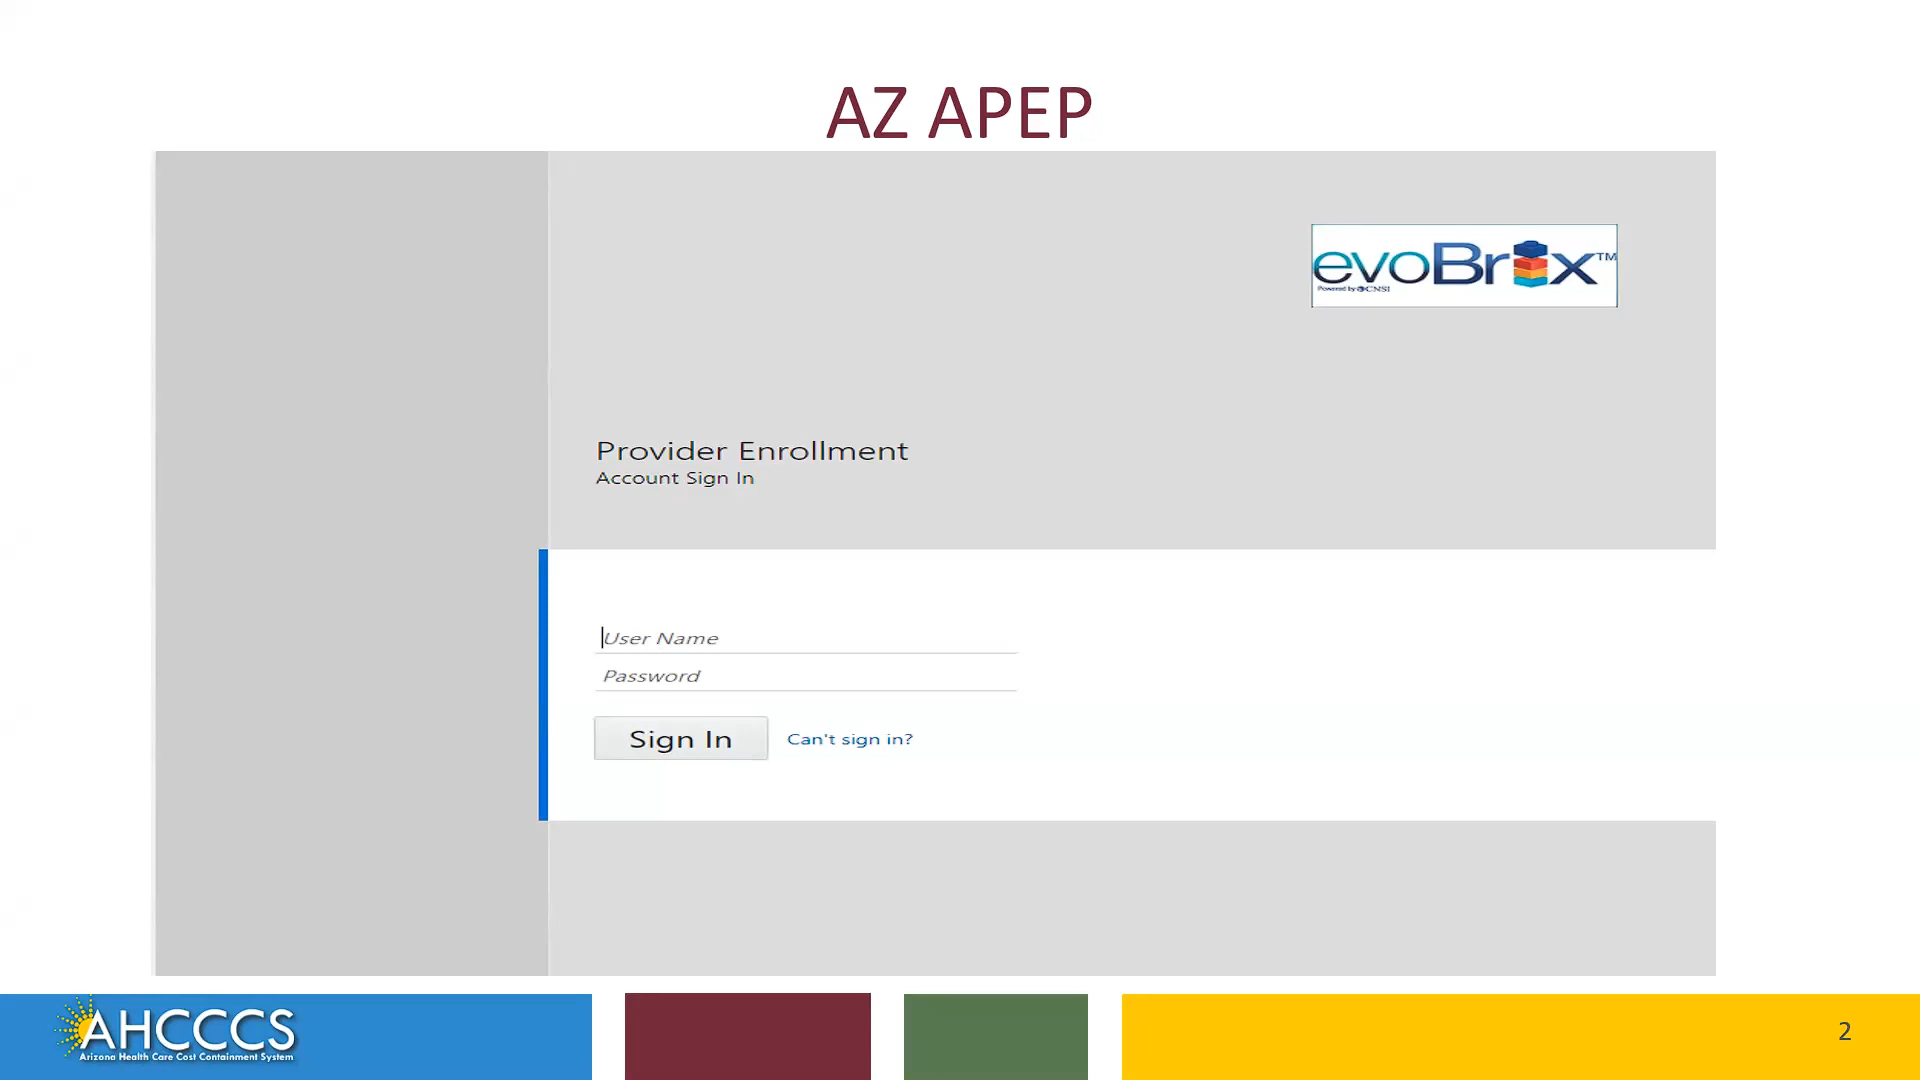 AZ APEP
evoBrix™
Powered by CNSI
Provider Enrollment
Account Sign In
User Name
Password
Sign In
Can't sign in?
AHCCCS
Arizona Health Care Cost Containment System
2